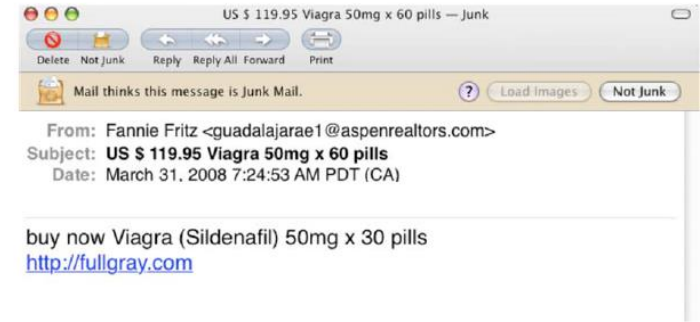 US $ 119.95 Viagra 50mg x 60 pills — Junk
Delete Not Junk Reply Reply All Forward Print
Mail thinks this message is Junk Mail. ? Load Images Not Junk
From: Fannie Fritz <guadalajarae1@aspenrealtors.com>
Subject: US $ 119.95 Viagra 50mg x 60 pills
Date: March 31, 2008 7:24:53 AM PDT (CA)
buy now Viagra (Sildenafil) 50mg x 30 pills
http://fullgray.com